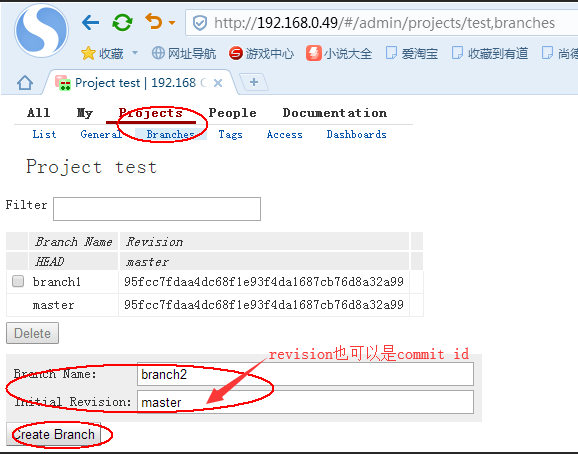 http://192.168.0.49/#/admin/projects/test,branches
收藏 网址导航 游戏中心 小说大全 爱淘宝 收藏到有道 尚德
Project test | 192.168
All My Projects People Documentation
List General Branches Tags Access Dashboards
Project test
Filter
Branch Name Revision
HEAD master
branch1 95fcc7fdaa4dc68f1e93f4da1687cb76d8a32a99
master 95fcc7fdaa4dc68f1e93f4da1687cb76d8a32a99
Delete
revision也可以是commit id
Branch Name: branch2
Initial Revision: master
Create Branch